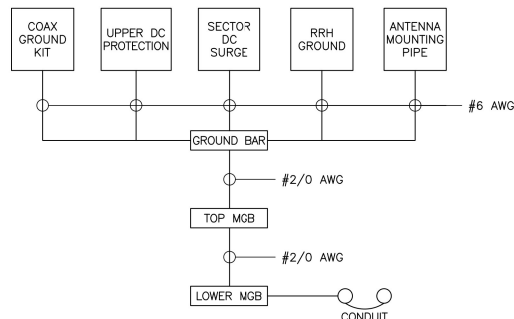 COAX
GROUND
KIT
UPPER DC
PROTECTION
SECTOR
DC
SURGE
RRH
GROUND
ANTENNA
MOUNTING
PIPE
#6 AWG
GROUND BAR
#2/0 AWG
TOP MGB
#2/0 AWG
LOWER MGB
CONDUIT